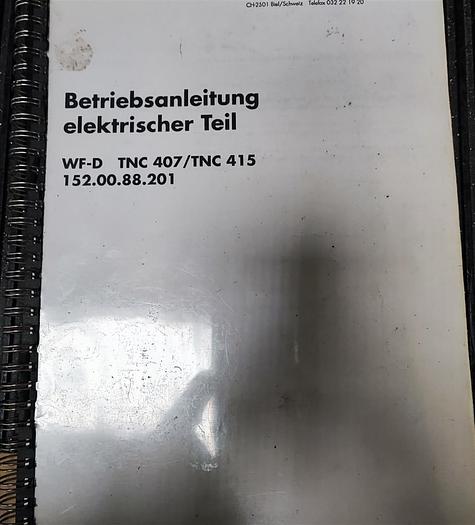 CH-2501 Biel/Schweiz Telefax 032 22 19 20
Betriebsanleitung
elektrischer Teil
WF-D TNC 407/TNC 415
152.00.88.201